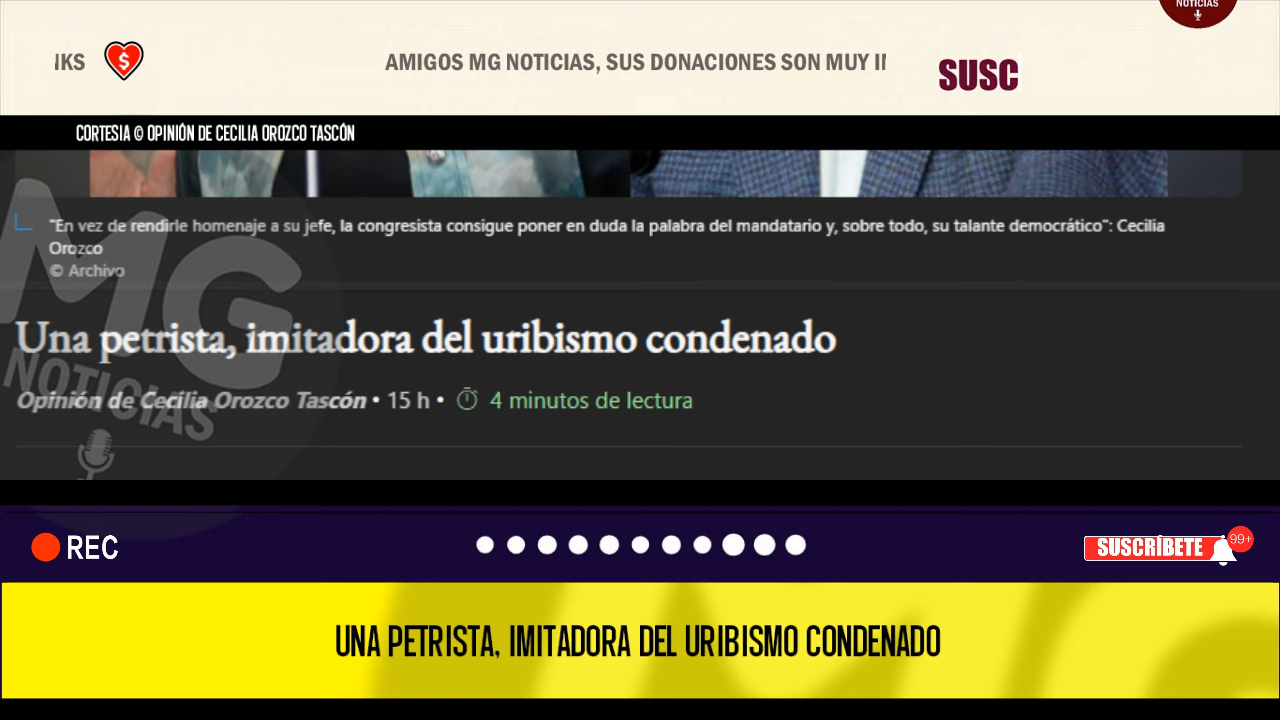 NOTICIAS
IKS
AMIGOS MG NOTICIAS, SUS DONACIONES SON MUY
SUSC
CORTESIA © OPINIÓN DE CECILIA OROZCO TASCÓN
"En vez de rendirle homenaje a su jefe, la congresista consigue poner en duda la palabra del mandatario y, sobre todo, su talante democrático": Cecilia
Orozco
© Archivo
MG
NOTICIAS
Una petrista, imitadora del uribismo condenado
Opinión de Cecilia Orozco Tascón • 15 h • 4 minutos de lectura
REC
SUSCRÍBETE
99+
UNA PETRISTA, IMITADORA DEL URIBISMO CONDENADO